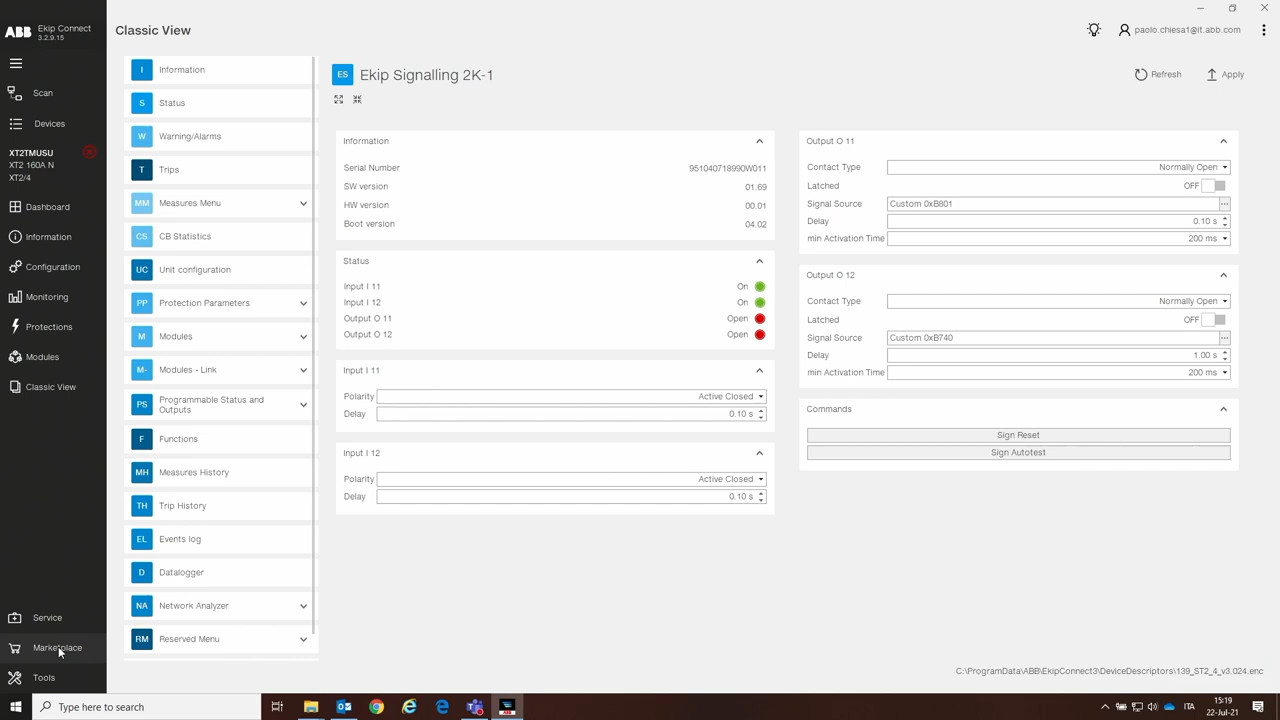 ABB
Ekip Connect
3.2.9.15
Scan
Devices
XT2TMUSU
XT2 160A N
XT2/4
Dashboard
Information
Configuration
Monitoring
Protections
Modules
Classic View
Service
Marketplace
Tools
Classic View
paolo.chiesa1@it.abb.com
I Information
S Status
W Warning/Alarms
T Trips
MM Measures Menu
CS CB Statistics
UC Unit configuration
PP Protection Parameters
M Modules
M- Modules - Link
PS Programmable Status and
Outputs
F Functions
MH Measures History
TH Trip History
EL Events log
D Datalogger
NA Network Analyzer
RM Reserved Menu
ES Ekip Signalling 2K-1
Refresh
Apply
Information
Serial Number 951040718990W011
SW version 01.69
HW version 00.01
Boot version 04.02
Status
Input I 11 On
Input I 12 On
Output O 11 Open
Output O 12 Open
Input I 11
Polarity Active Closed
Delay 0.10 s
Input I 12
Polarity Active Closed
Delay 0.10 s
Output O 11
Contact Type Normally Open
Latched OFF
Signal Source Custom 0xB801 ...
Delay 0.10 s
min Activation Time 200 ms
Output O 12
Contact Type Normally Open
Latched OFF
Signal Source Custom 0xB740 ...
Delay 1.00 s
min Activation Time 200 ms
Commands
Sign Reset
Sign Autotest
C:\ProgramData\ABB\EkipConnect3\DeviceDescriptors\139_ST2_4_v3.024.enc
Type here to search
ABB
ITA
15:19
22-Jul-21